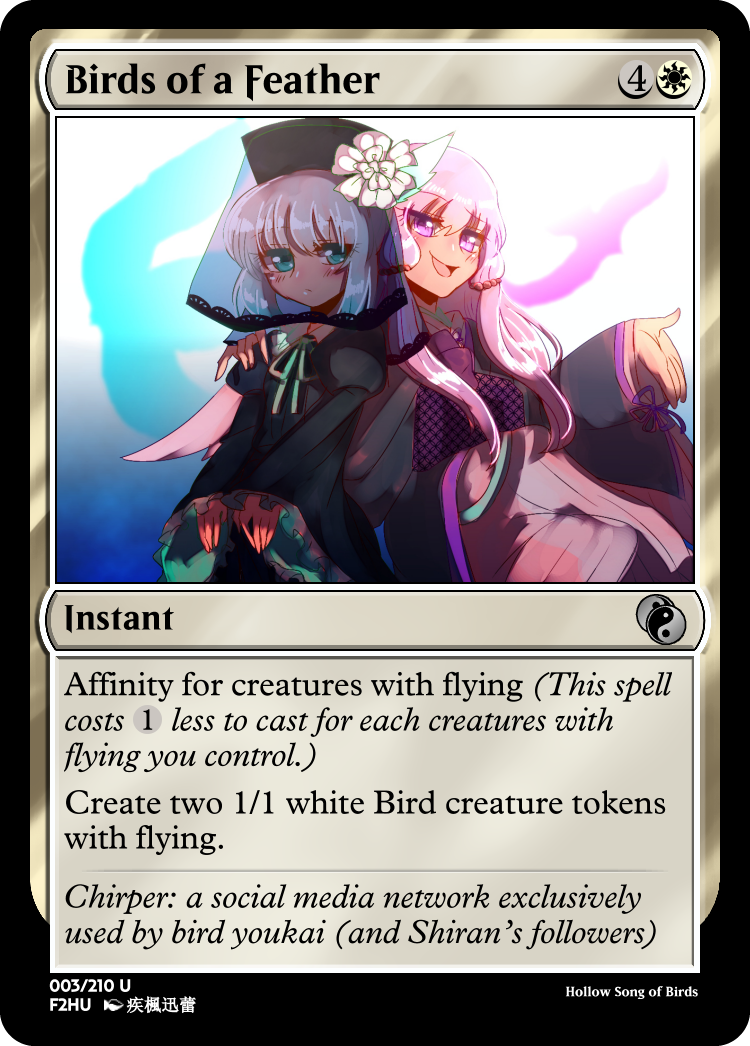 Birds of a Feather 4
Instant
Affinity for creatures with flying (This spell
costs 1 less to cast for each creatures with
flying you control.)
Create two 1/1 white Bird creature tokens
with flying.
Chirper: a social media network exclusively
used by bird youkai (and Shiran's followers)
003/210 U
F2HU 疾楓迅蕾
Hollow Song of Birds